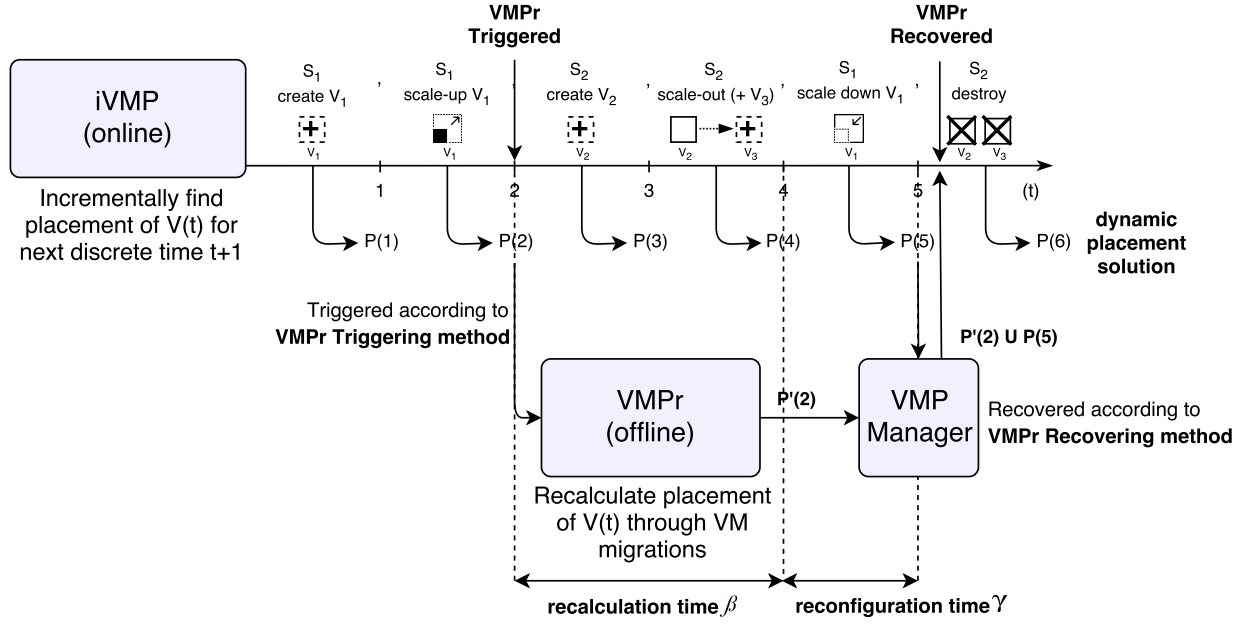 VMPr
Triggered
VMPr
Recovered
iVMP
(online)
Incrementally find
placement of V(t) for
next discrete time t+1
S1
create V1
V1
,
S1
scale-up V1
V1
,
S2
create V2
V2
,
S2
scale-out (+ V3)
V2 V3
,
S1
scale down V1
V1
,
S2
destroy
V2 V3
1 2 3 4 5 (t)
P(1) P(2) P(3) P(4) P(5) P(6)
dynamic
placement
solution
Triggered according to
VMPr Triggering method
P'(2) U P(5)
VMPr
(offline)
P'(2)
VMP
Manager
Recovered according to
VMPr Recovering method
Recalculate placement
of V(t) through VM
migrations
recalculation time β
reconfiguration time γ